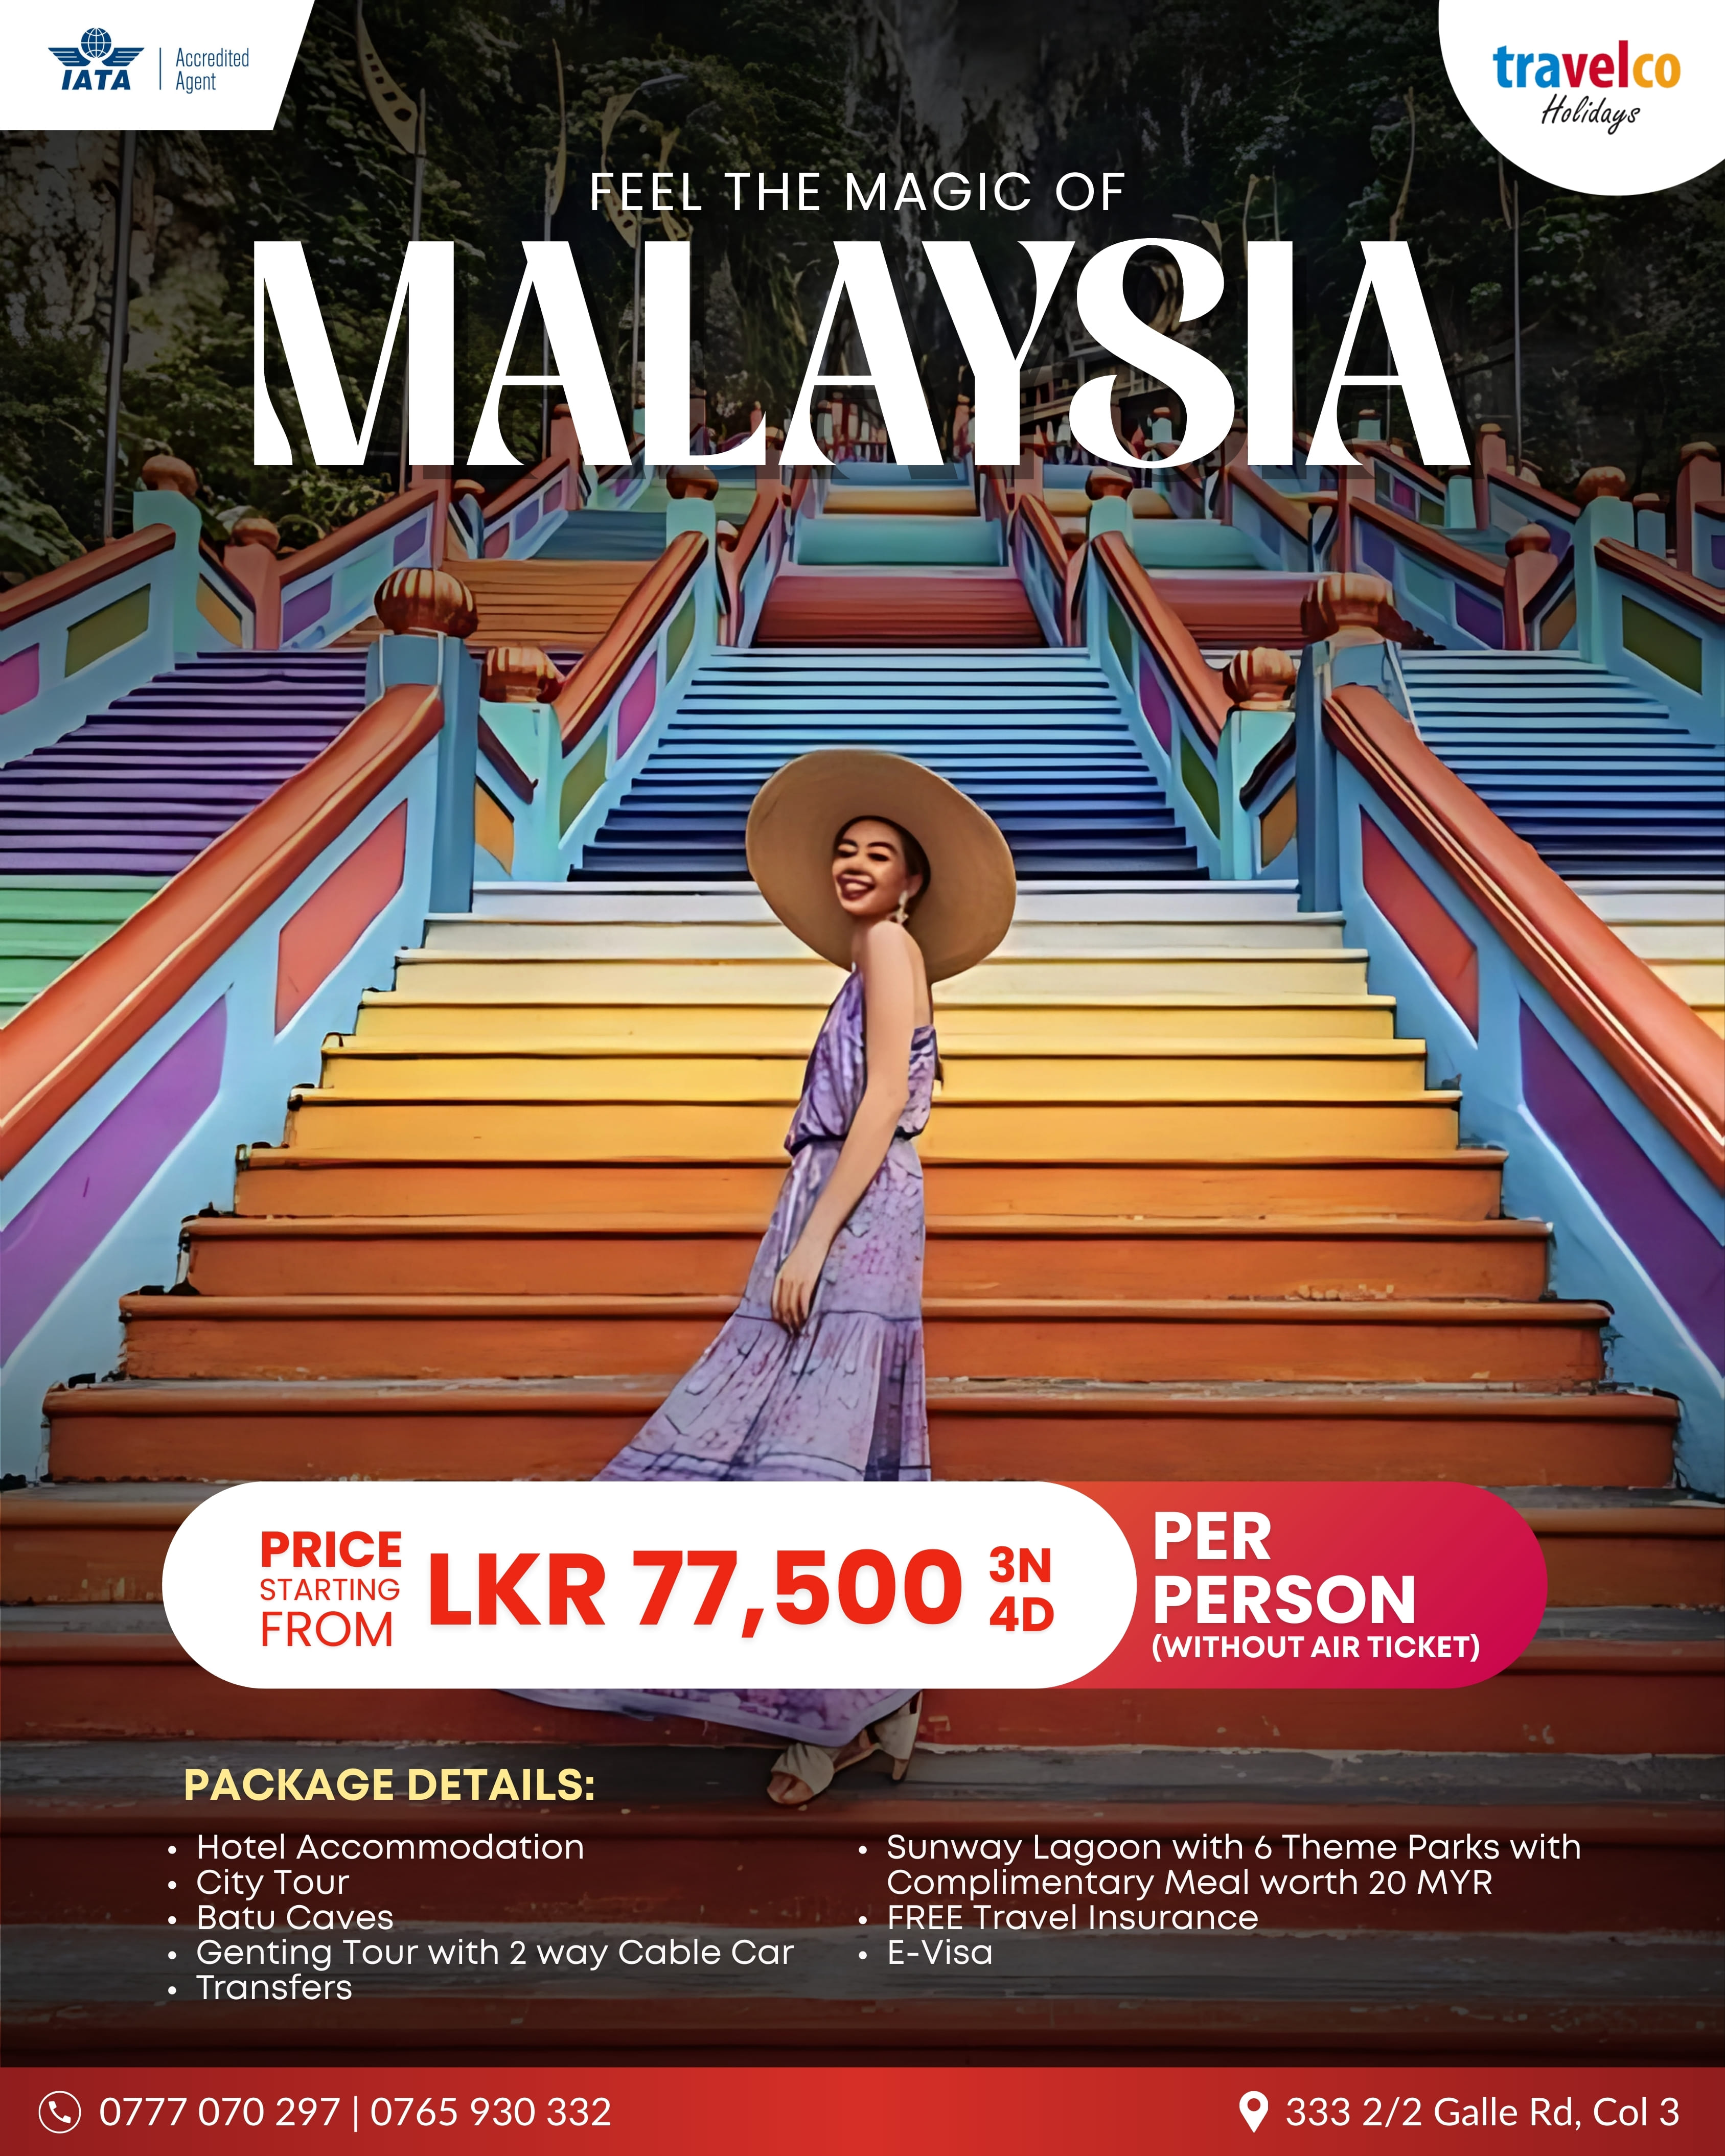 IATA
Accredited
Agent
travelco
Holidays
FEEL THE MAGIC OF
MALAYSIA
PRICE
STARTING
FROM
LKR 77,500
3N
4D
PER
PERSON
(WITHOUT AIR TICKET)
PACKAGE DETAILS:
• Hotel Accommodation
• City Tour
• Batu Caves
• Genting Tour with 2 way Cable Car
• Transfers
• Sunway Lagoon with 6 Theme Parks with
Complimentary Meal worth 20 MYR
• FREE Travel Insurance
• E-Visa
0777 070 297 | 0765 930 332
333 2/2 Galle Rd, Col 3